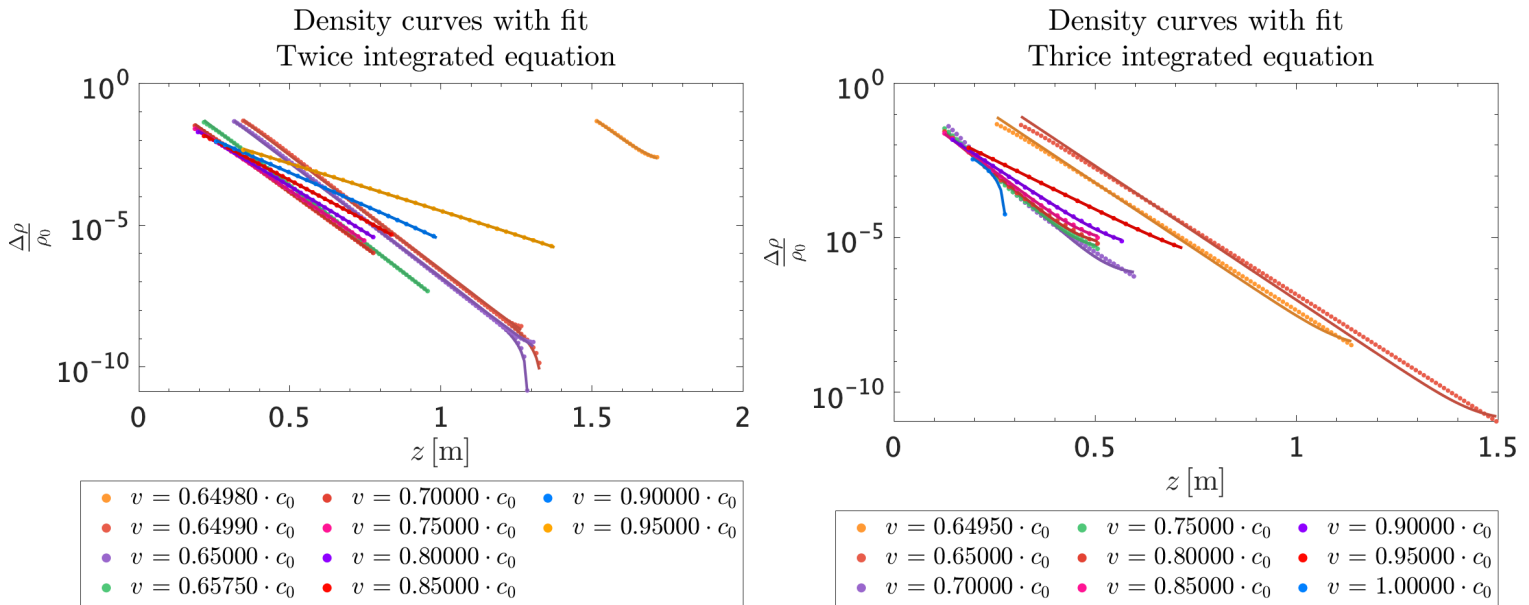 Density curves with fit
Twice integrated equation
10^0
10^-5
10^-10
Δρ/ρ₀
0 0.5 1 1.5 2
z [m]
v = 0.64980 · c₀ v = 0.70000 · c₀ v = 0.90000 · c₀
v = 0.64990 · c₀ v = 0.75000 · c₀ v = 0.95000 · c₀
v = 0.65000 · c₀ v = 0.80000 · c₀
v = 0.65750 · c₀ v = 0.85000 · c₀
Density curves with fit
Thrice integrated equation
10^0
10^-5
10^-10
Δρ/ρ₀
0 0.5 1 1.5
z [m]
v = 0.64950 · c₀ v = 0.75000 · c₀ v = 0.90000 · c₀
v = 0.65000 · c₀ v = 0.80000 · c₀ v = 0.95000 · c₀
v = 0.70000 · c₀ v = 0.85000 · c₀ v = 1.00000 · c₀